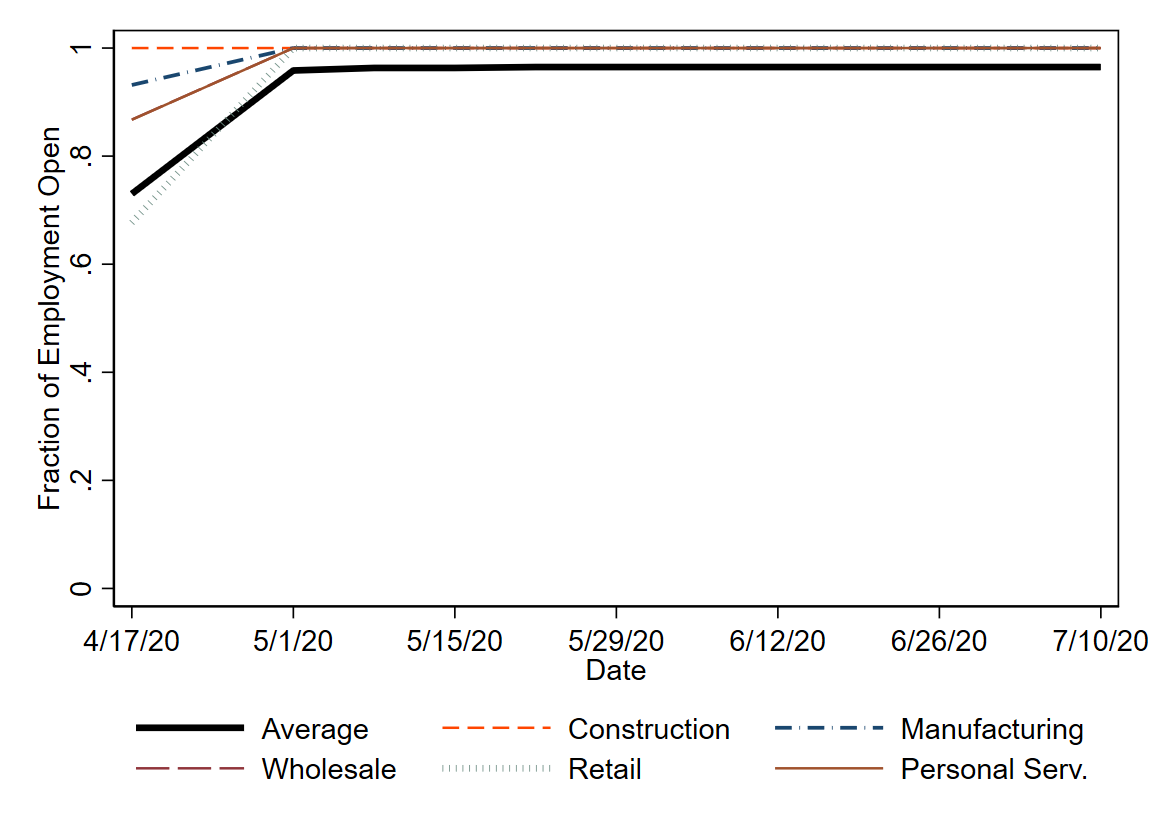 Fraction of Employment Open
1
.8
.6
.4
.2
0
4/17/20 5/1/20 5/15/20 5/29/20 6/12/20 6/26/20 7/10/20
Date
Average Construction Manufacturing
Wholesale Retail Personal Serv.